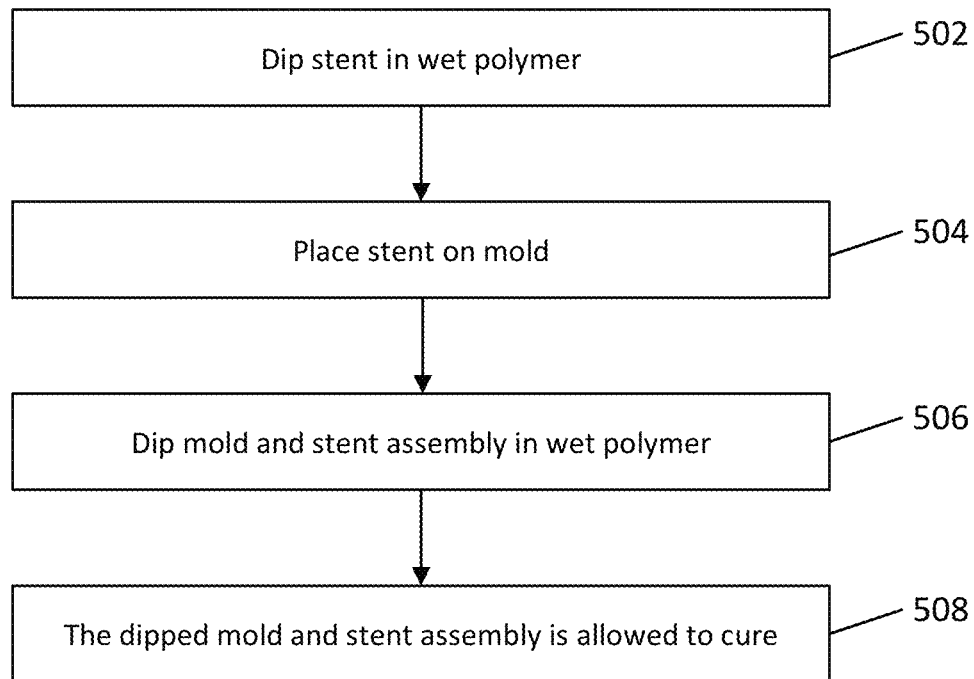 Dip stent in wet polymer
502
Place stent on mold
504
Dip mold and stent assembly in wet polymer
506
The dipped mold and stent assembly is allowed to cure
508